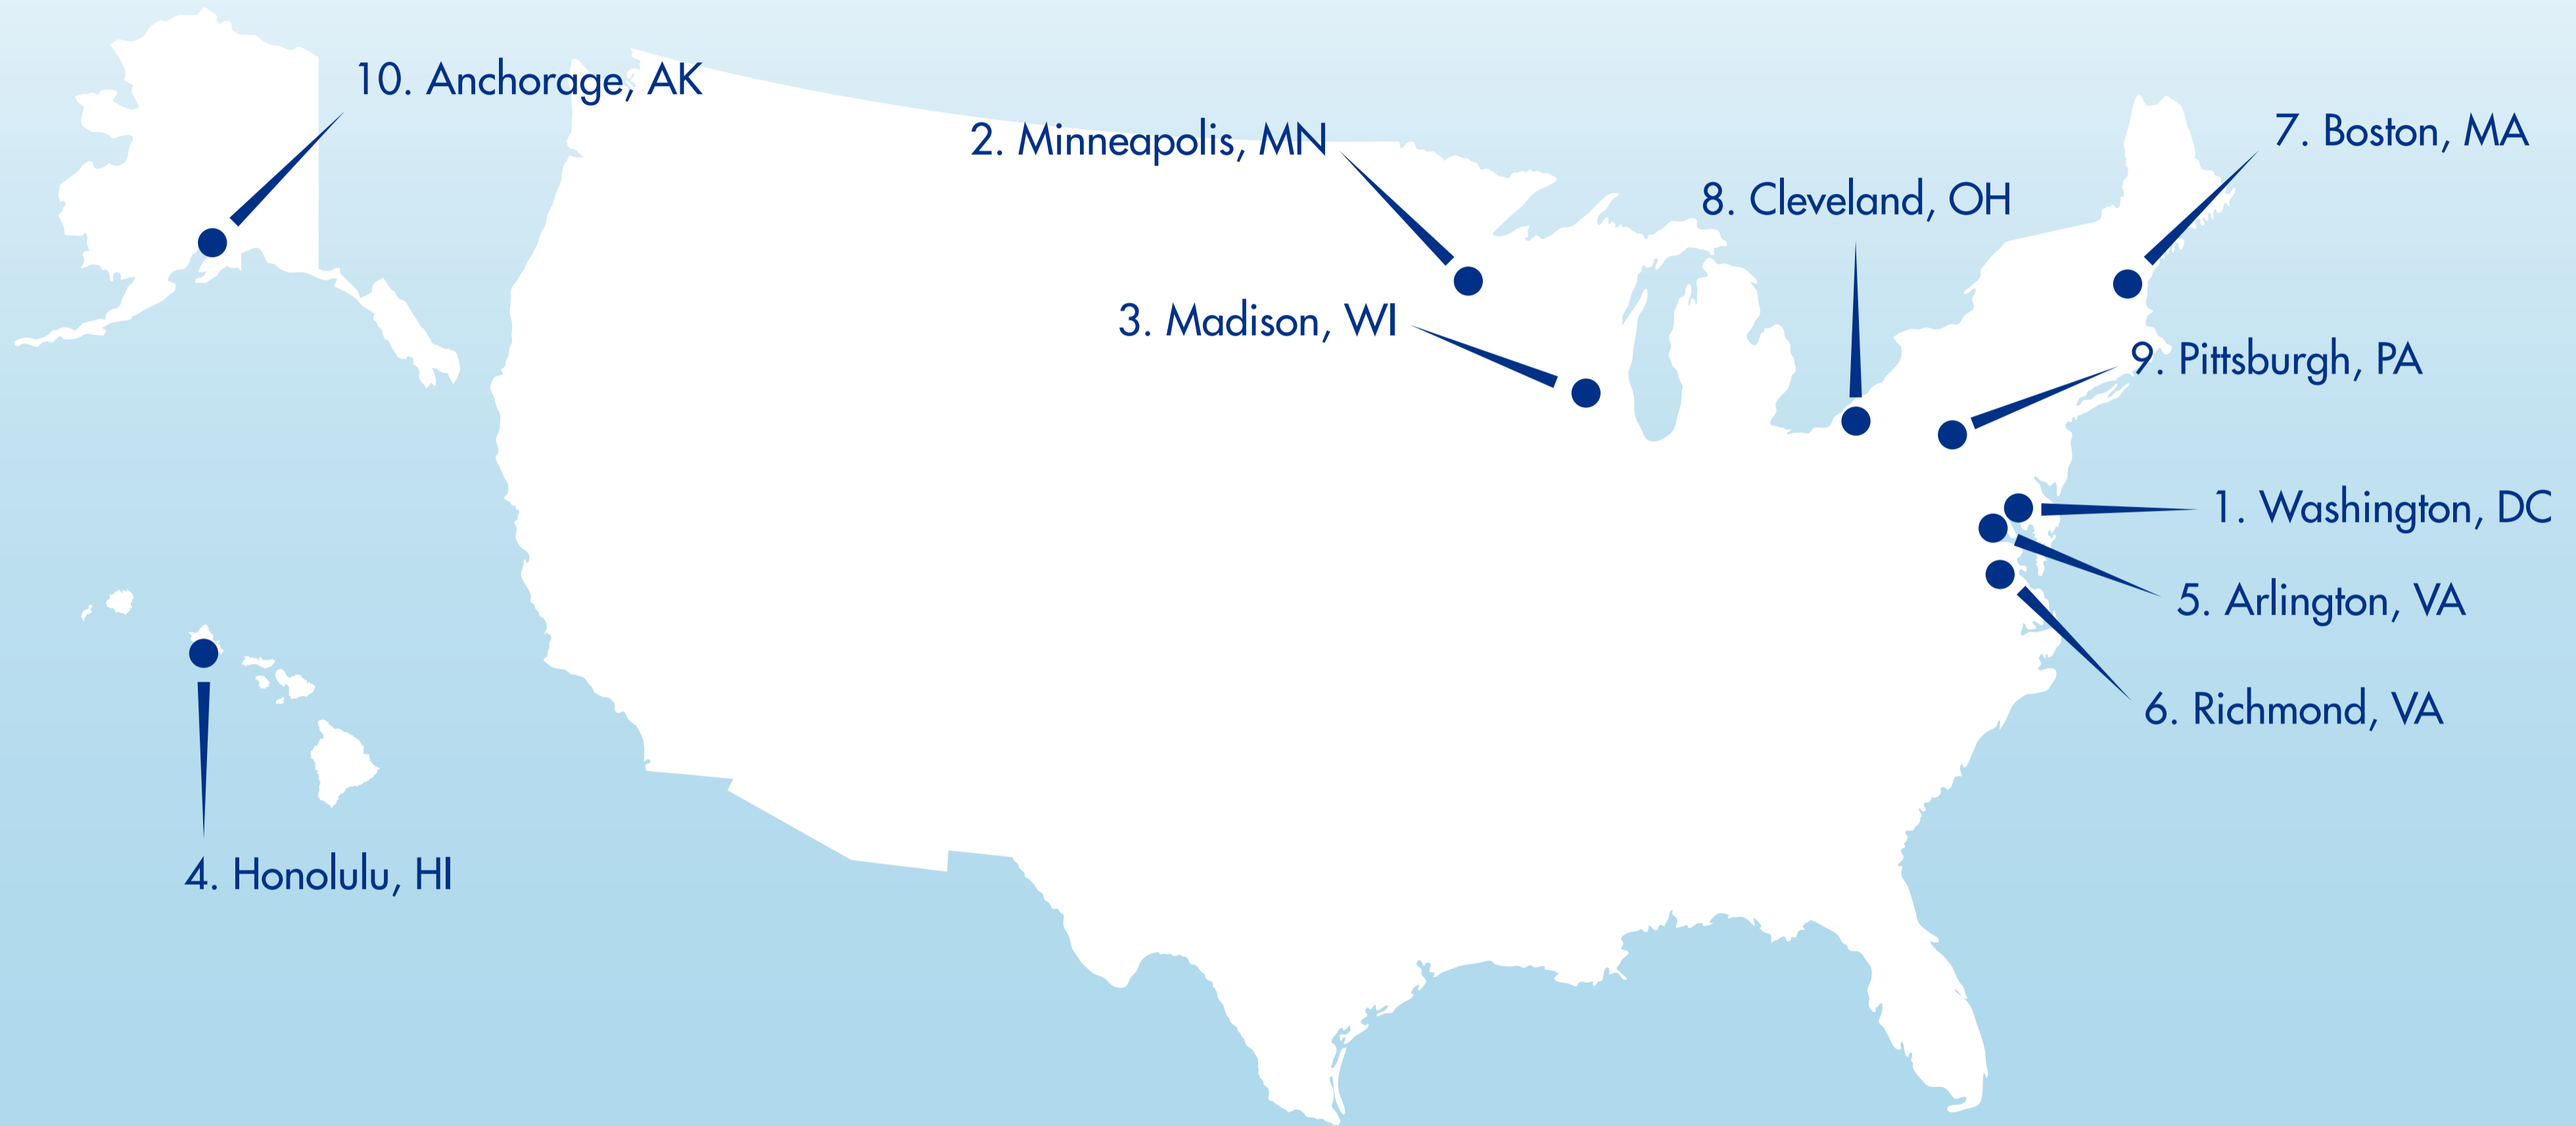 10. Anchorage, AK
2. Minneapolis, MN
7. Boston, MA
8. Cleveland, OH
3. Madison, WI
9. Pittsburgh, PA
1. Washington, DC
5. Arlington, VA
6. Richmond, VA
4. Honolulu, HI